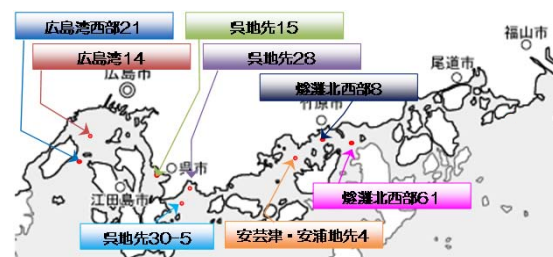 広島湾西部21
呉地先15
福山市
広島湾14
呉地先28
尾道市
広島市
燧灘北西部8
竹原市
呉市
江田島市
燧灘北西部61
呉地先30-5
安芸津・安浦地先4